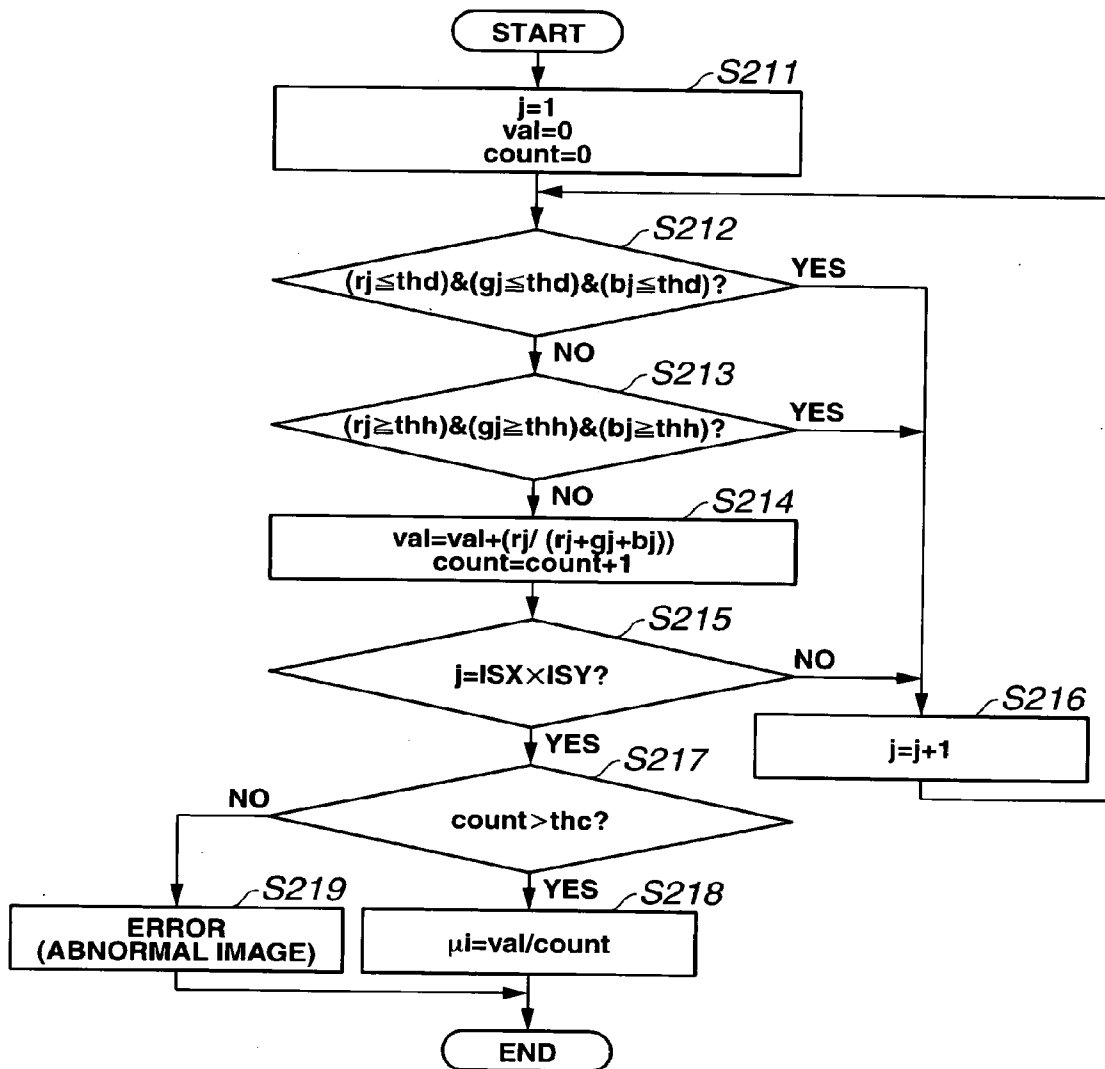 START
S211
j=1
val=0
count=0
S212
(rj≦thd)&(gj≦thd)&(bj≦thd)?
YES
NO
S213
(rj≧thh)&(gj≧thh)&(bj≧thh)?
YES
NO
S214
val=val+(rj/ (rj+gj+bj))
count=count+1
S215
j=ISX×ISY?
NO
S216
j=j+1
YES
S217
count>thc?
NO
YES
S219
ERROR
(ABNORMAL IMAGE)
S218
μi=val/count
END